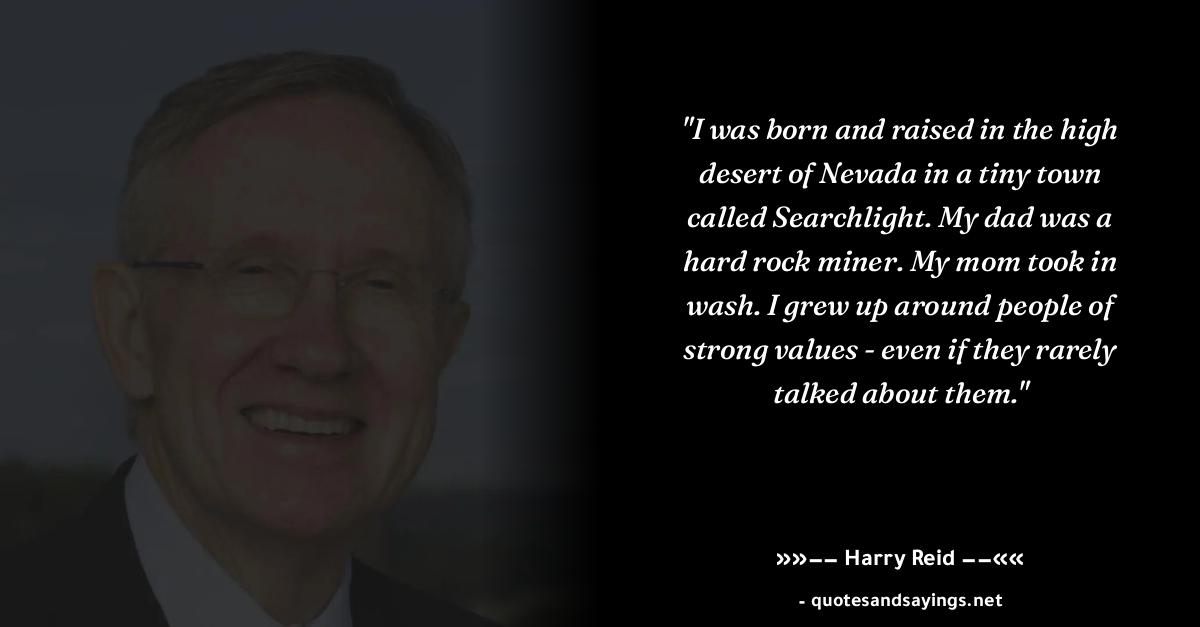 "I was born and raised in the high
desert of Nevada in a tiny town
called Searchlight. My dad was a
hard rock miner. My mom took in
wash. I grew up around people of
strong values - even if they rarely
talked about them."
»»−− Harry Reid −−««
- quotesandsayings.net